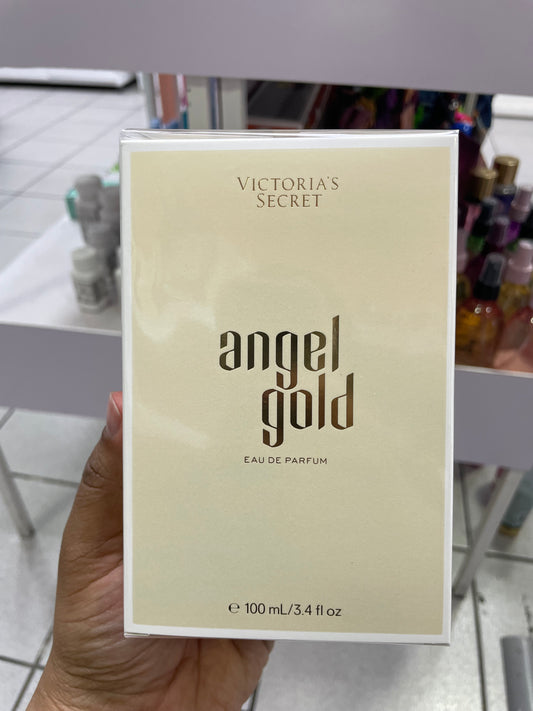 VICTORIA'S
SECRET
angel
gold
EAU DE PARFUM
℮ 100 mL/3.4 fl oz